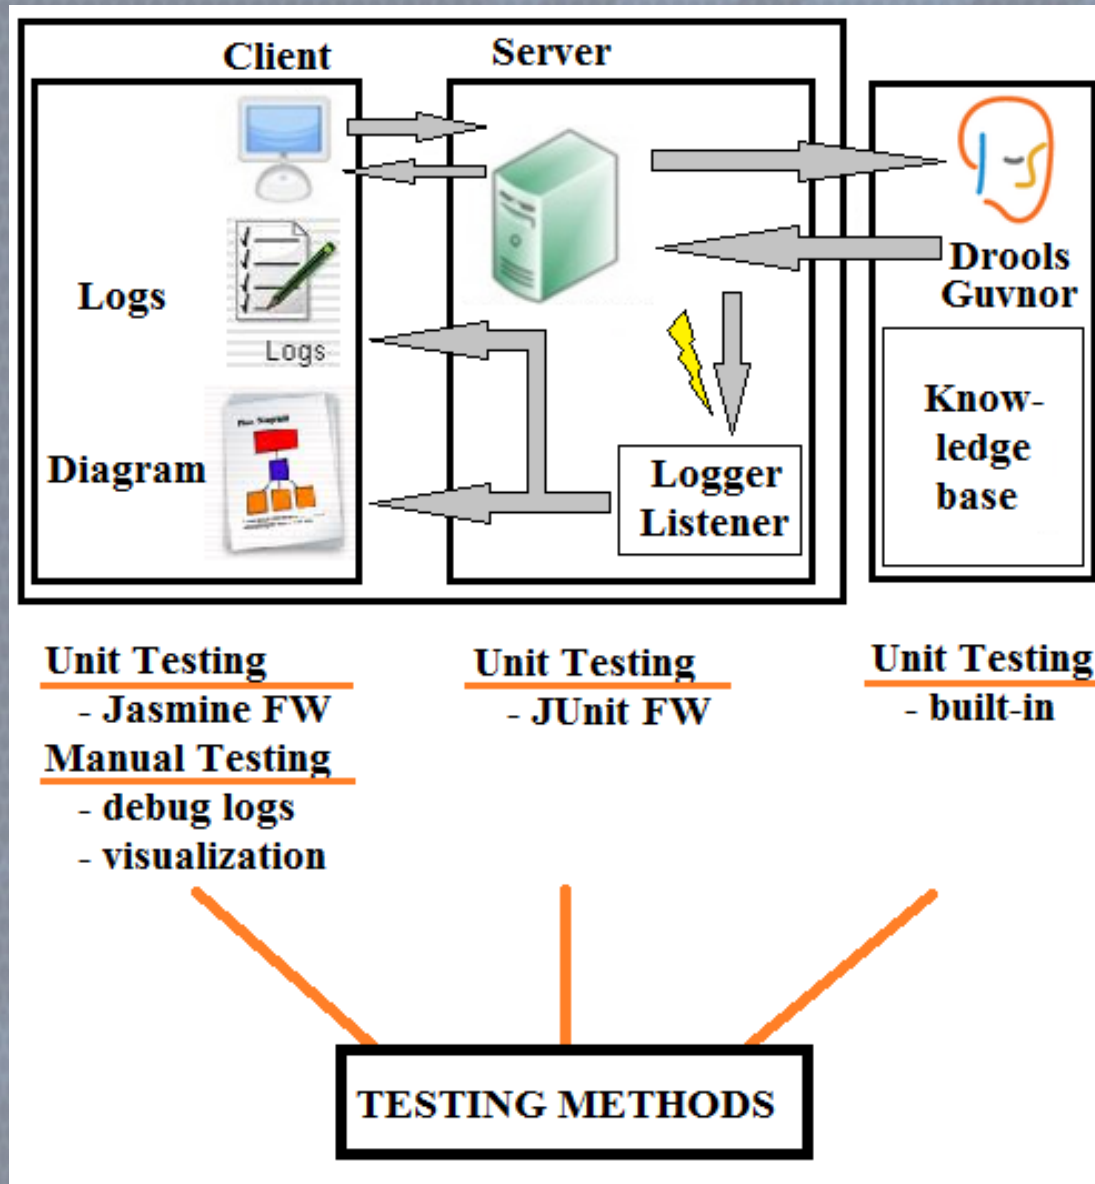 Client
Server
Logs
Logs
Diagram
Drools
Guvnor
Know-
ledge
base
Logger
Listener
Unit Testing
- Jasmine FW
Manual Testing
- debug logs
- visualization
Unit Testing
- JUnit FW
Unit Testing
- built-in
TESTING METHODS